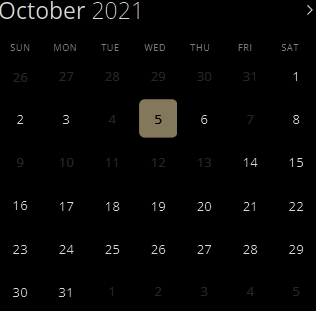 October 2021
SUN MON TUE WED THU FRI SAT
26 27 28 29 30 31 1
2 3 4 5 6 7 8
9 10 11 12 13 14 15
16 17 18 19 20 21 22
23 24 25 26 27 28 29
30 31 1 2 3 4 5